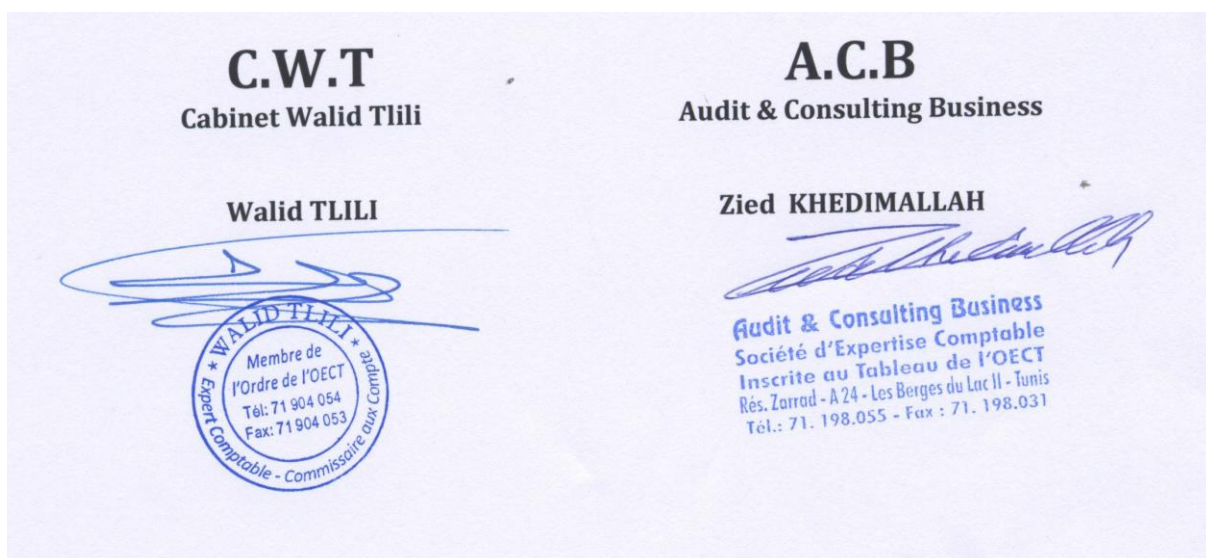 C.W.T
Cabinet Walid Tlili
Walid TLILI
WALID TLILI
Membre de
l'Ordre de l'OECT
Tél: 71 904 054
Fax: 71 904 053
Expert Comptable - Commissaire aux Compte
A.C.B
Audit & Consulting Business
Zied KHEDIMALLAH
Audit & Consulting Business
Société d'Expertise Comptable
Inscrite au Tableau de l'OECT
Rés. Zarrad - A 24 - Les Berges du Lac II - Tunis
Tél.: 71. 198.055 - Fax : 71. 198.031